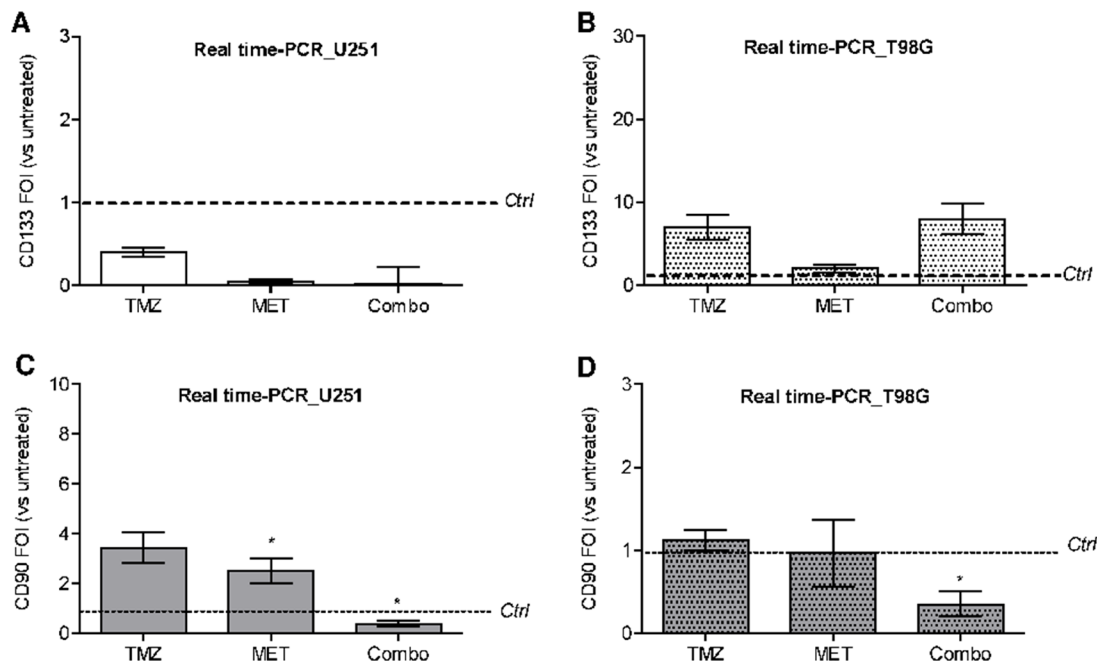 A
Real time-PCR_U251
CD133 FOI (vs untreated)
3
2
1
0
Ctrl
TMZ MET Combo
B
Real time-PCR_T98G
CD133 FOI (vs untreated)
30
20
10
0
Ctrl
TMZ MET Combo
C
Real time-PCR_U251
CD90 FOI (vs untreated)
10
8
6
4
2
0
*
*
Ctrl
TMZ MET Combo
D
Real time-PCR_T98G
CD90 FOI (vs untreated)
3
2
1
0
*
Ctrl
TMZ MET Combo